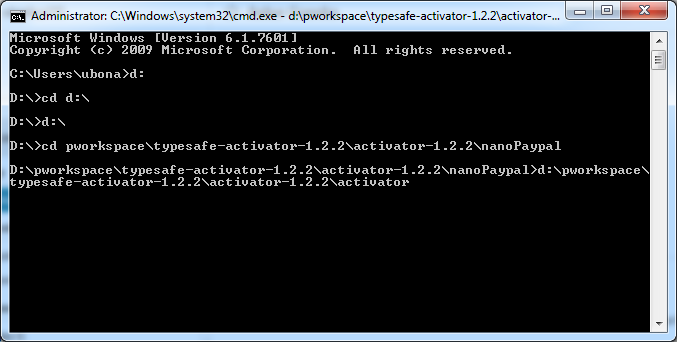 Administrator: C:\Windows\system32\cmd.exe - d:\pworkspace\typesafe-activator-1.2.2\activator-...
Microsoft Windows [Version 6.1.7601]
Copyright (c) 2009 Microsoft Corporation.  All rights reserved.
C:\Users\ubona>d:
D:\>cd d:\
D:\>d:\
D:\>cd pworkspace\typesafe-activator-1.2.2\activator-1.2.2\nanoPaypal
D:\pworkspace\typesafe-activator-1.2.2\activator-1.2.2\nanoPaypal>d:\pworkspace\
typesafe-activator-1.2.2\activator-1.2.2\activator